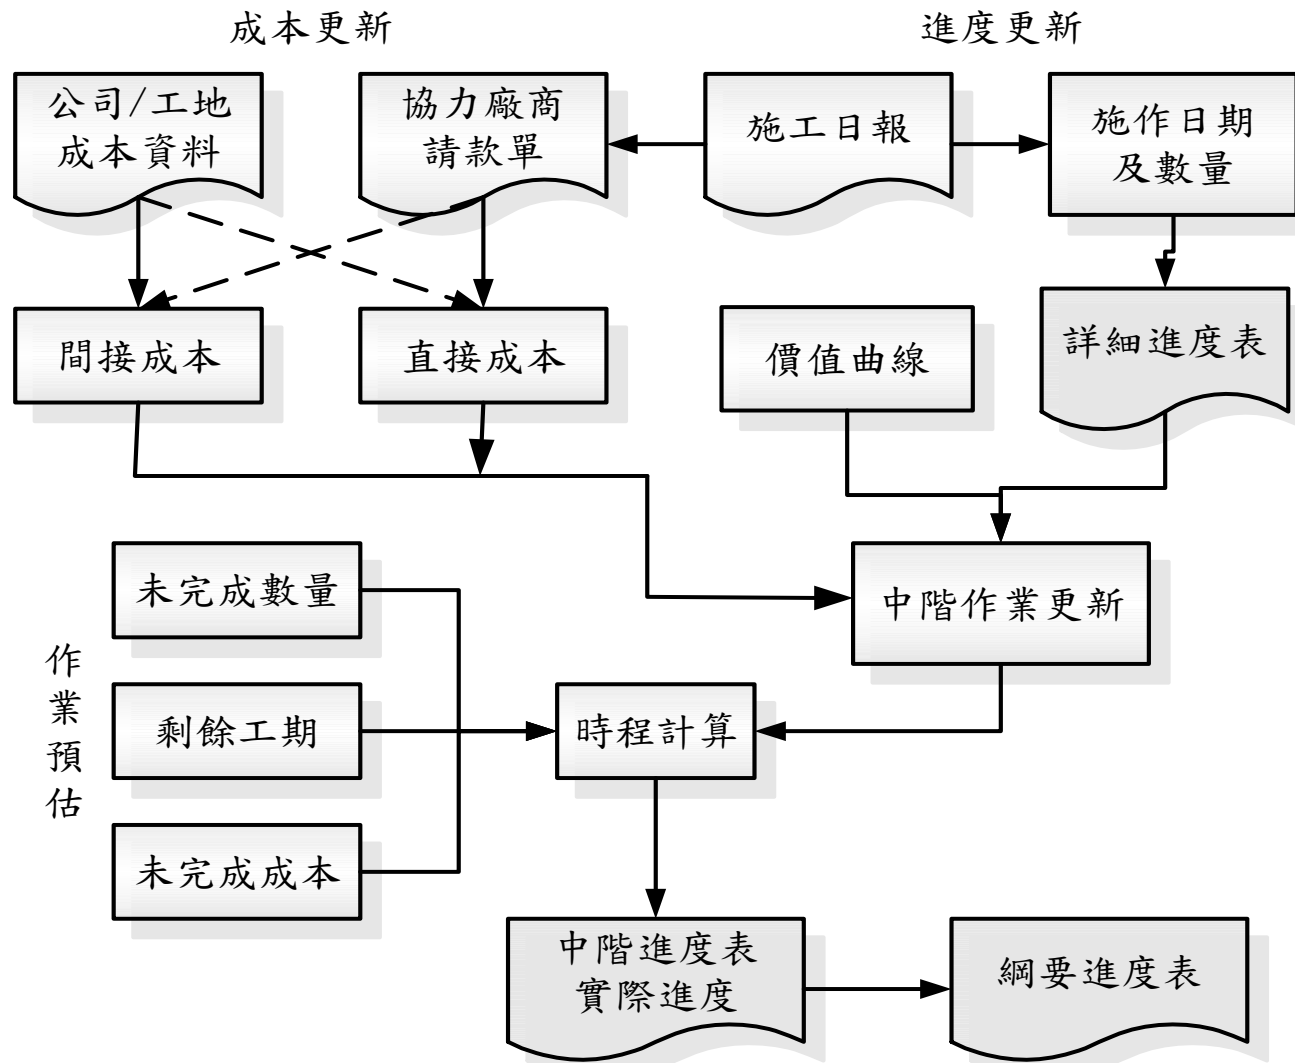 成本更新
進度更新
公司/工地
成本資料
協力廠商
請款單
施工日報
施作日期
及數量
間接成本
直接成本
價值曲線
詳細進度表
未完成數量
中階作業更新
作
業
預
估
剩餘工期
時程計算
未完成成本
中階進度表
實際進度
綱要進度表